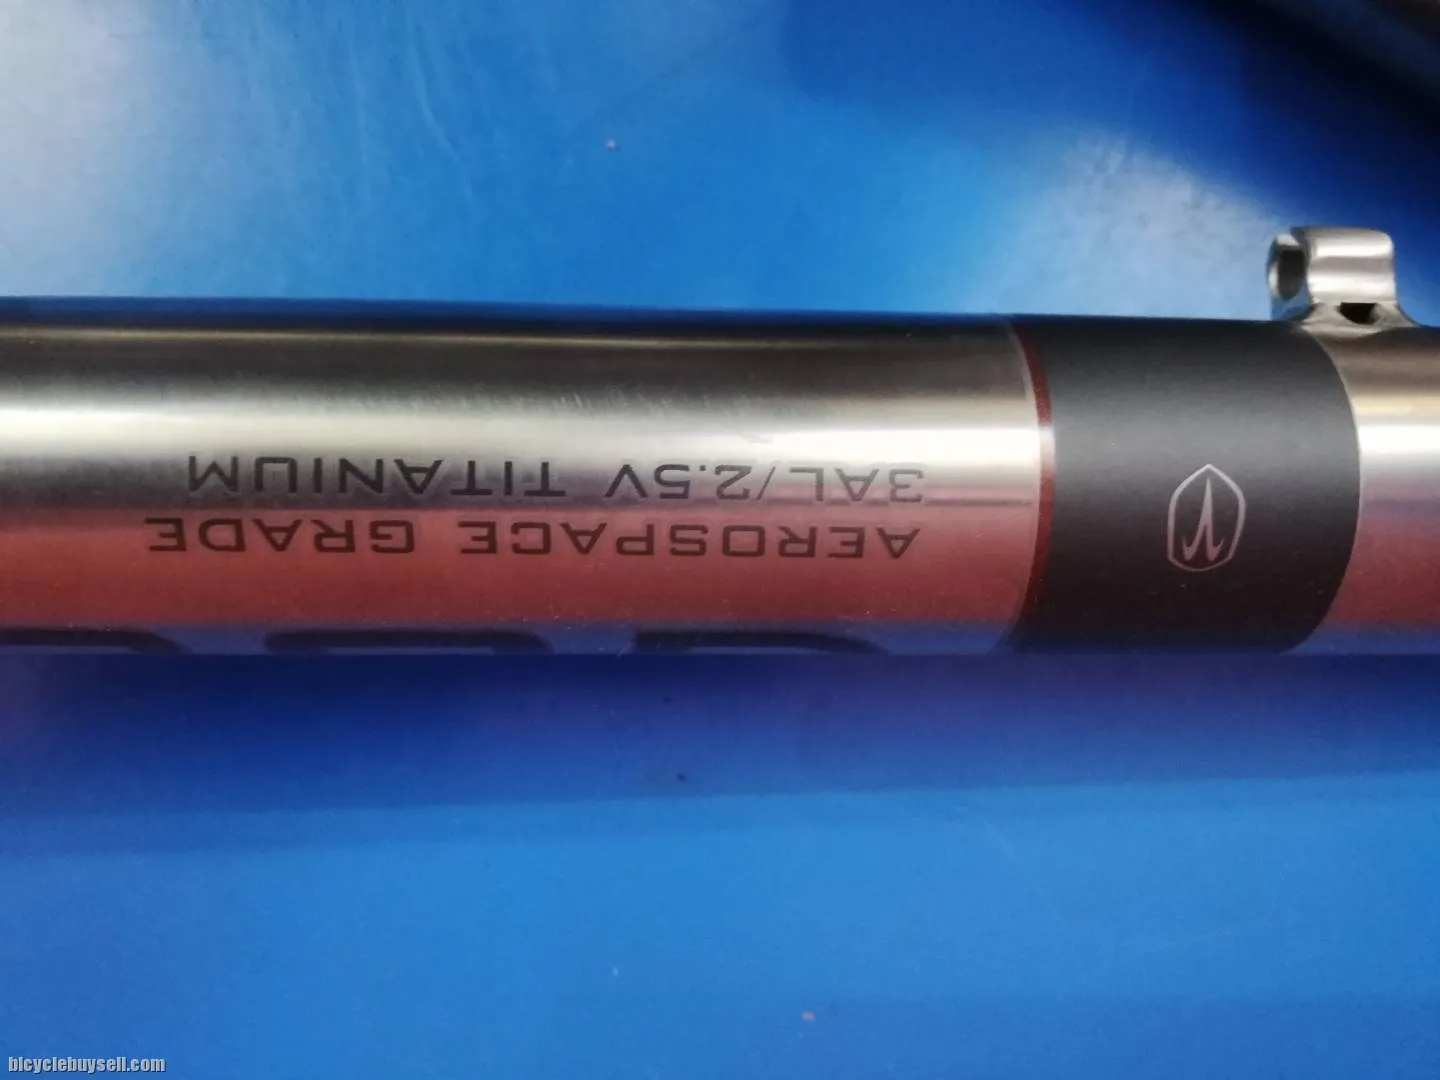 AEROSPACE GRADE
3AL/2.5V TITANIUM
bicyclebuysell.com